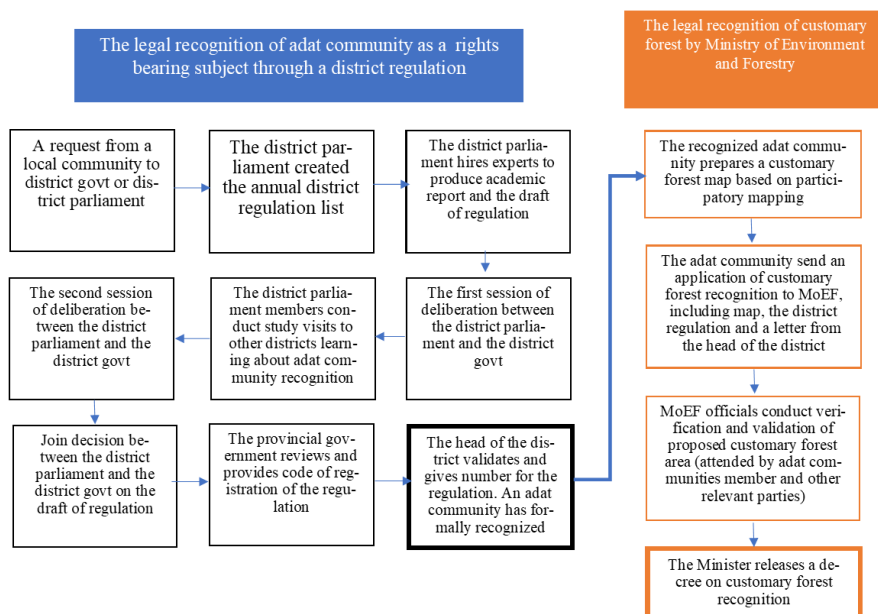 The legal recognition of adat community as a rights
bearing subject through a district regulation
The legal recognition of customary
forest by Ministry of Environment
and Forestry
A request from a
local community to
district govt or dis-
trict parliament
The district par-
liament created
the annual district
regulation list
The district parlia-
ment hires experts to
produce academic
report and the draft
of regulation
The first session of
deliberation between
the district parlia-
ment and the district
govt
The district parlia-
ment members
conduct study visits to
other districts learn-
ing about adat com-
munity recognition
The second session
of deliberation be-
tween the district
parliament and the
district govt
Join decision be-
tween the district
parliament and the
district govt on the
draft of regulation
The provincial gov-
ernment reviews and
provides code of reg-
istration of the regu-
lation
The head of the dis-
trict validates and
gives number for the
regulation. An adat
community has for-
mally recognized
The recognized adat commu-
nity prepares a customary
forest map based on partici-
patory mapping
The adat community send an
application of customary
forest recognition to MoEF,
including map, the district
regulation and a letter from
the head of the district
MoEF officials conduct veri-
fication and validation of
proposed customary forest
area (attended by adat com-
munities member and other
relevant parties)
The Minister releases a de-
cree on customary forest
recognition